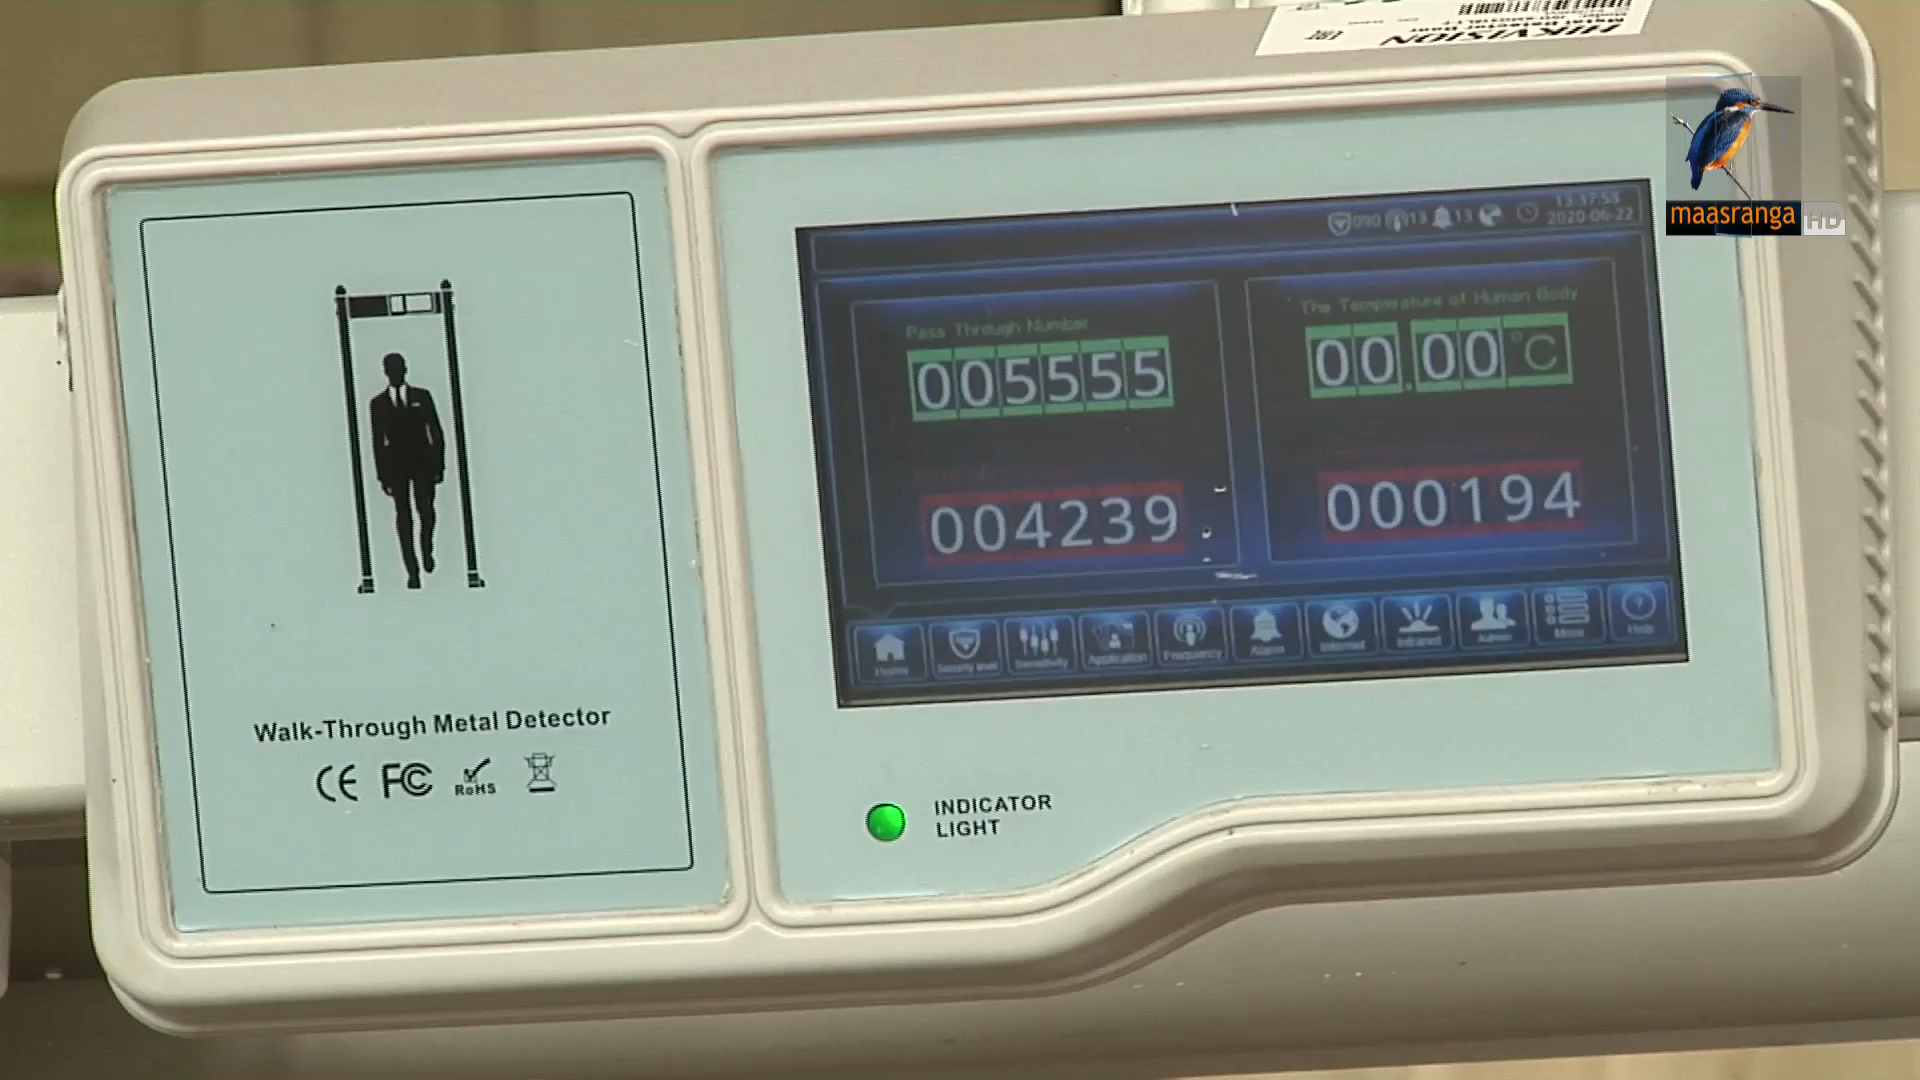 HIKVISION
maasranga HD
090 13 13
13:37:53
2020-06-22
Pass Through Number
The Temperature of Human Body
005555
00.00 °C
004239
000194
Home
Security level
Sensitivity
Application
Frequency
Alarm
Internet
Infrared
Admin
More
Help
Walk-Through Metal Detector
CE FC RoHS
INDICATOR
LIGHT